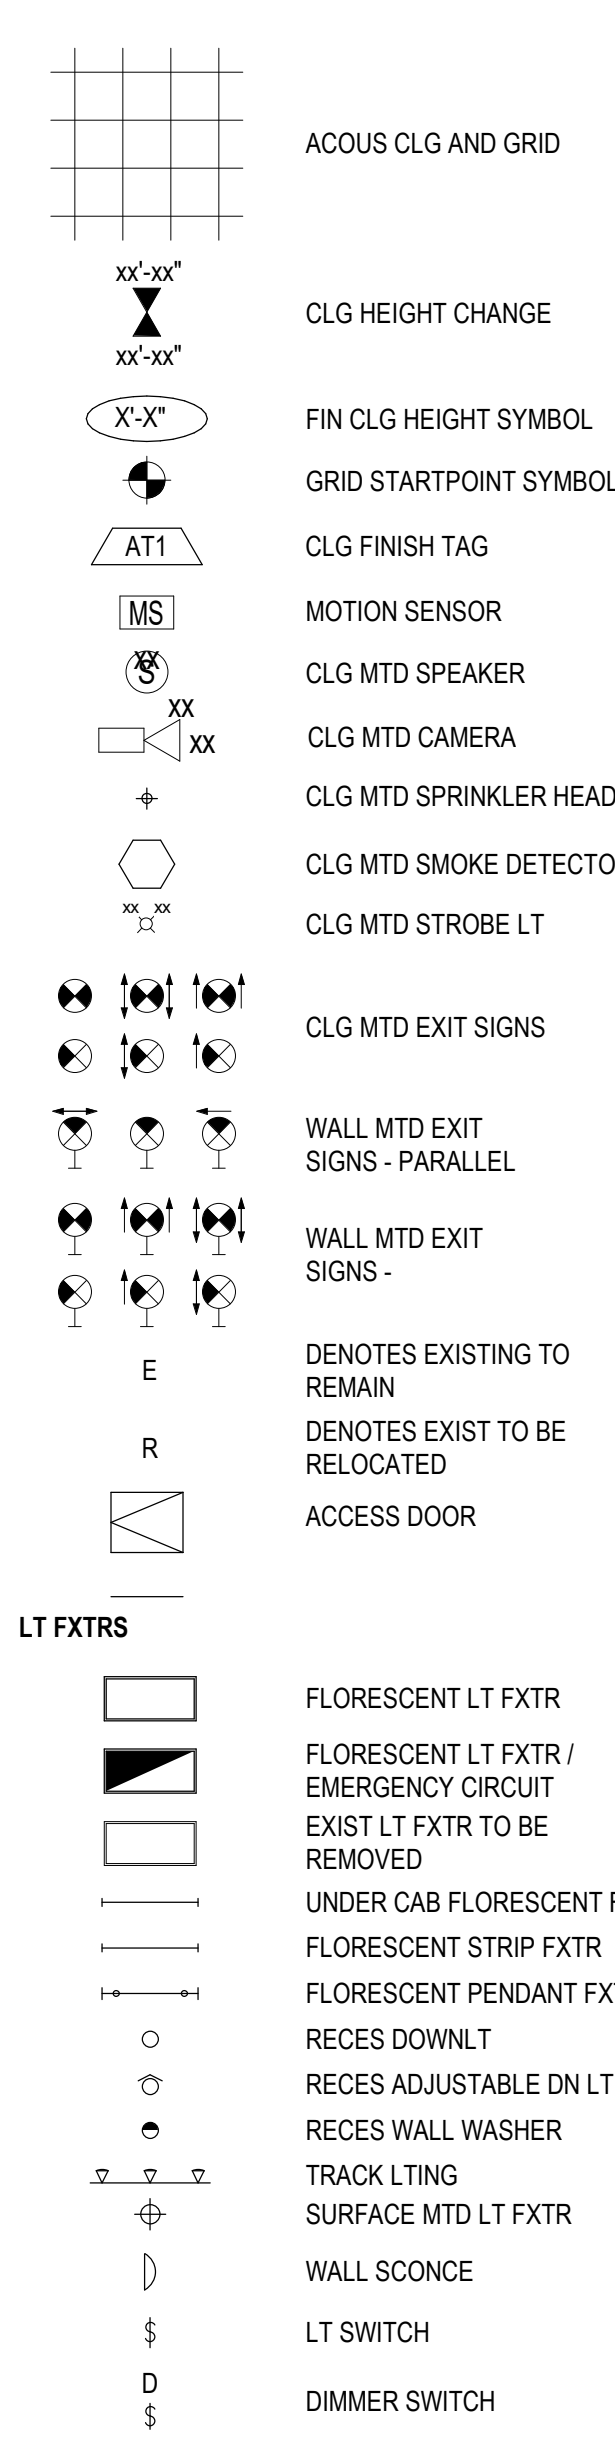 ACOUS CLG AND GRID
xx'-xx"
CLG HEIGHT CHANGE
xx'-xx"
X'-X" FIN CLG HEIGHT SYMBOL
GRID STARTPOINT SYMBOL
AT1 CLG FINISH TAG
MS MOTION SENSOR
XX
S CLG MTD SPEAKER
XX
XX CLG MTD CAMERA
CLG MTD SPRINKLER HEAD
CLG MTD SMOKE DETECTO
XX XX
CLG MTD STROBE LT
CLG MTD EXIT SIGNS
WALL MTD EXIT
SIGNS - PARALLEL
WALL MTD EXIT
SIGNS -
E DENOTES EXISTING TO
REMAIN
R DENOTES EXIST TO BE
RELOCATED
ACCESS DOOR
LT FXTRS
FLORESCENT LT FXTR
FLORESCENT LT FXTR /
EMERGENCY CIRCUIT
EXIST LT FXTR TO BE
REMOVED
UNDER CAB FLORESCENT
FLORESCENT STRIP FXTR
FLORESCENT PENDANT FXT
RECES DOWNLT
RECES ADJUSTABLE DN LT
RECES WALL WASHER
TRACK LTING
SURFACE MTD LT FXTR
WALL SCONCE
$ LT SWITCH
D
$ DIMMER SWITCH